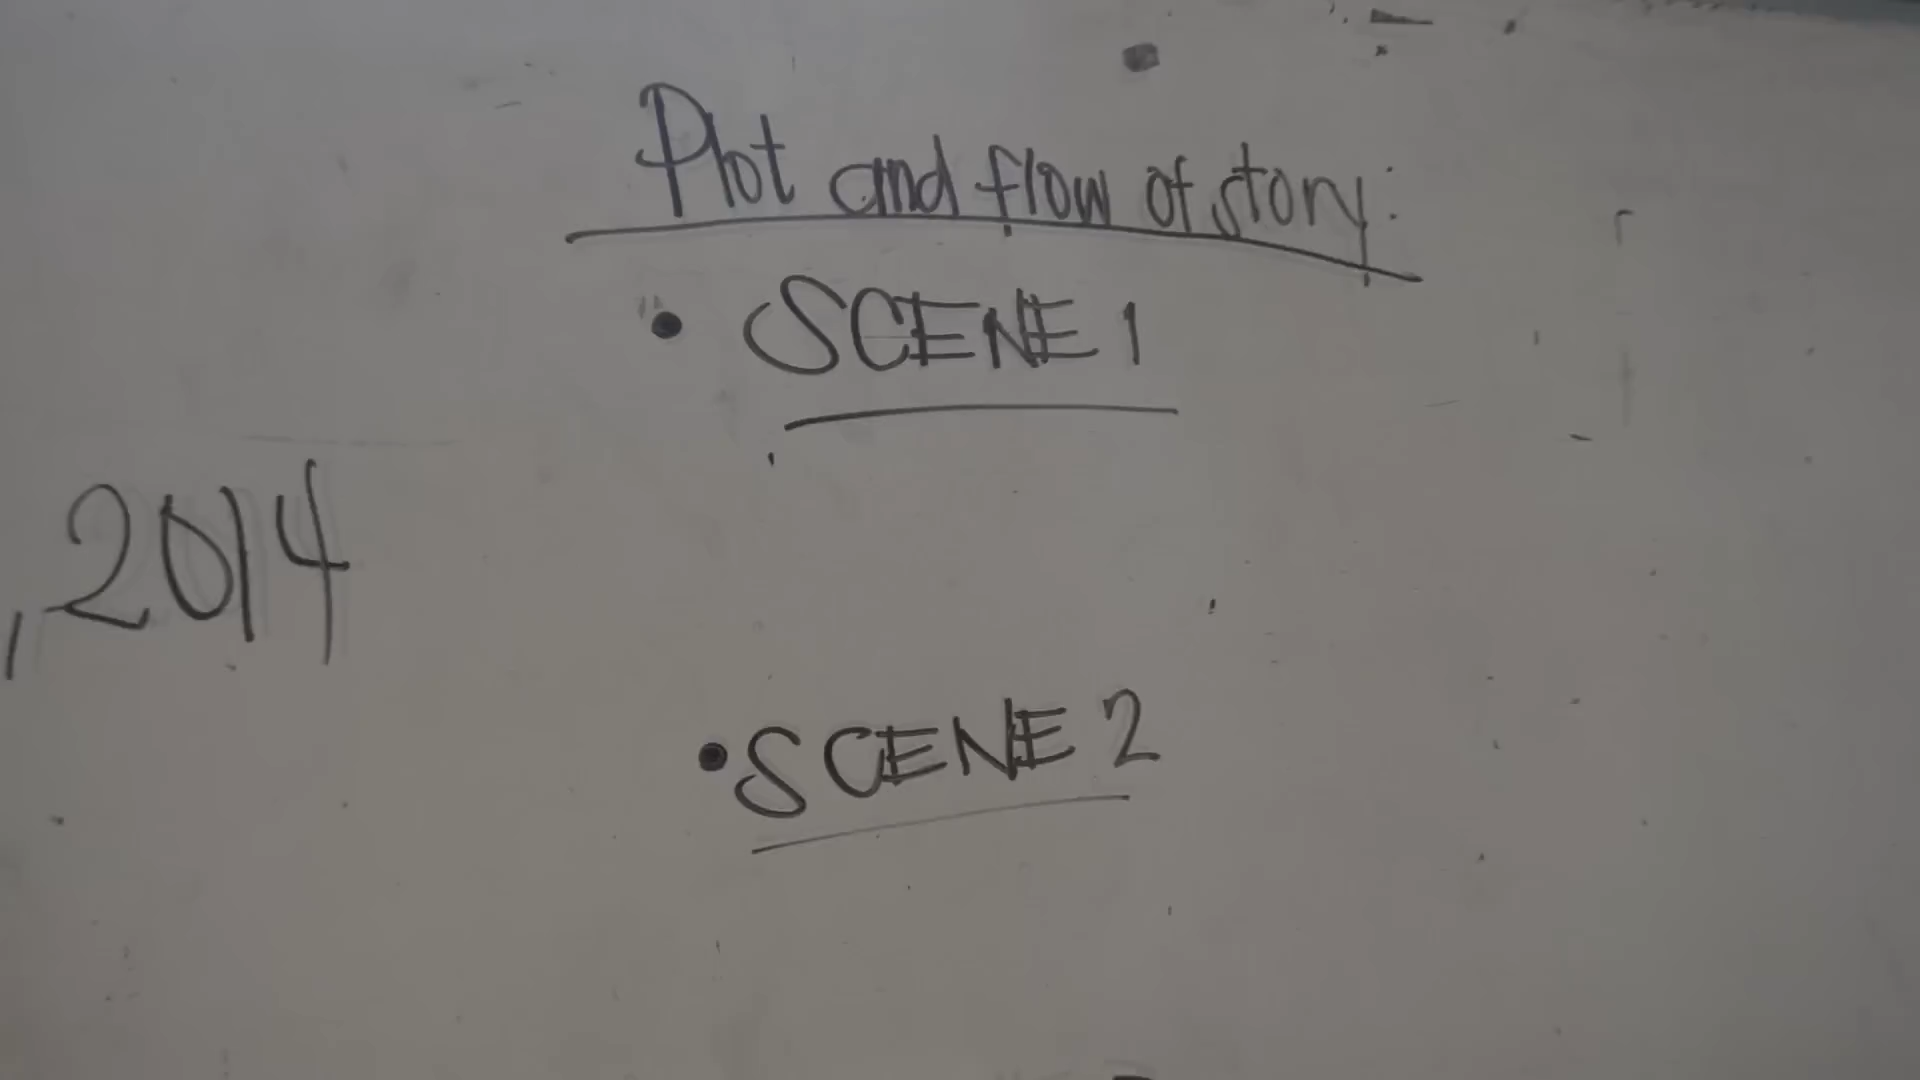 Plot and flow of story:
• SCENE 1
, 2014
• SCENE 2